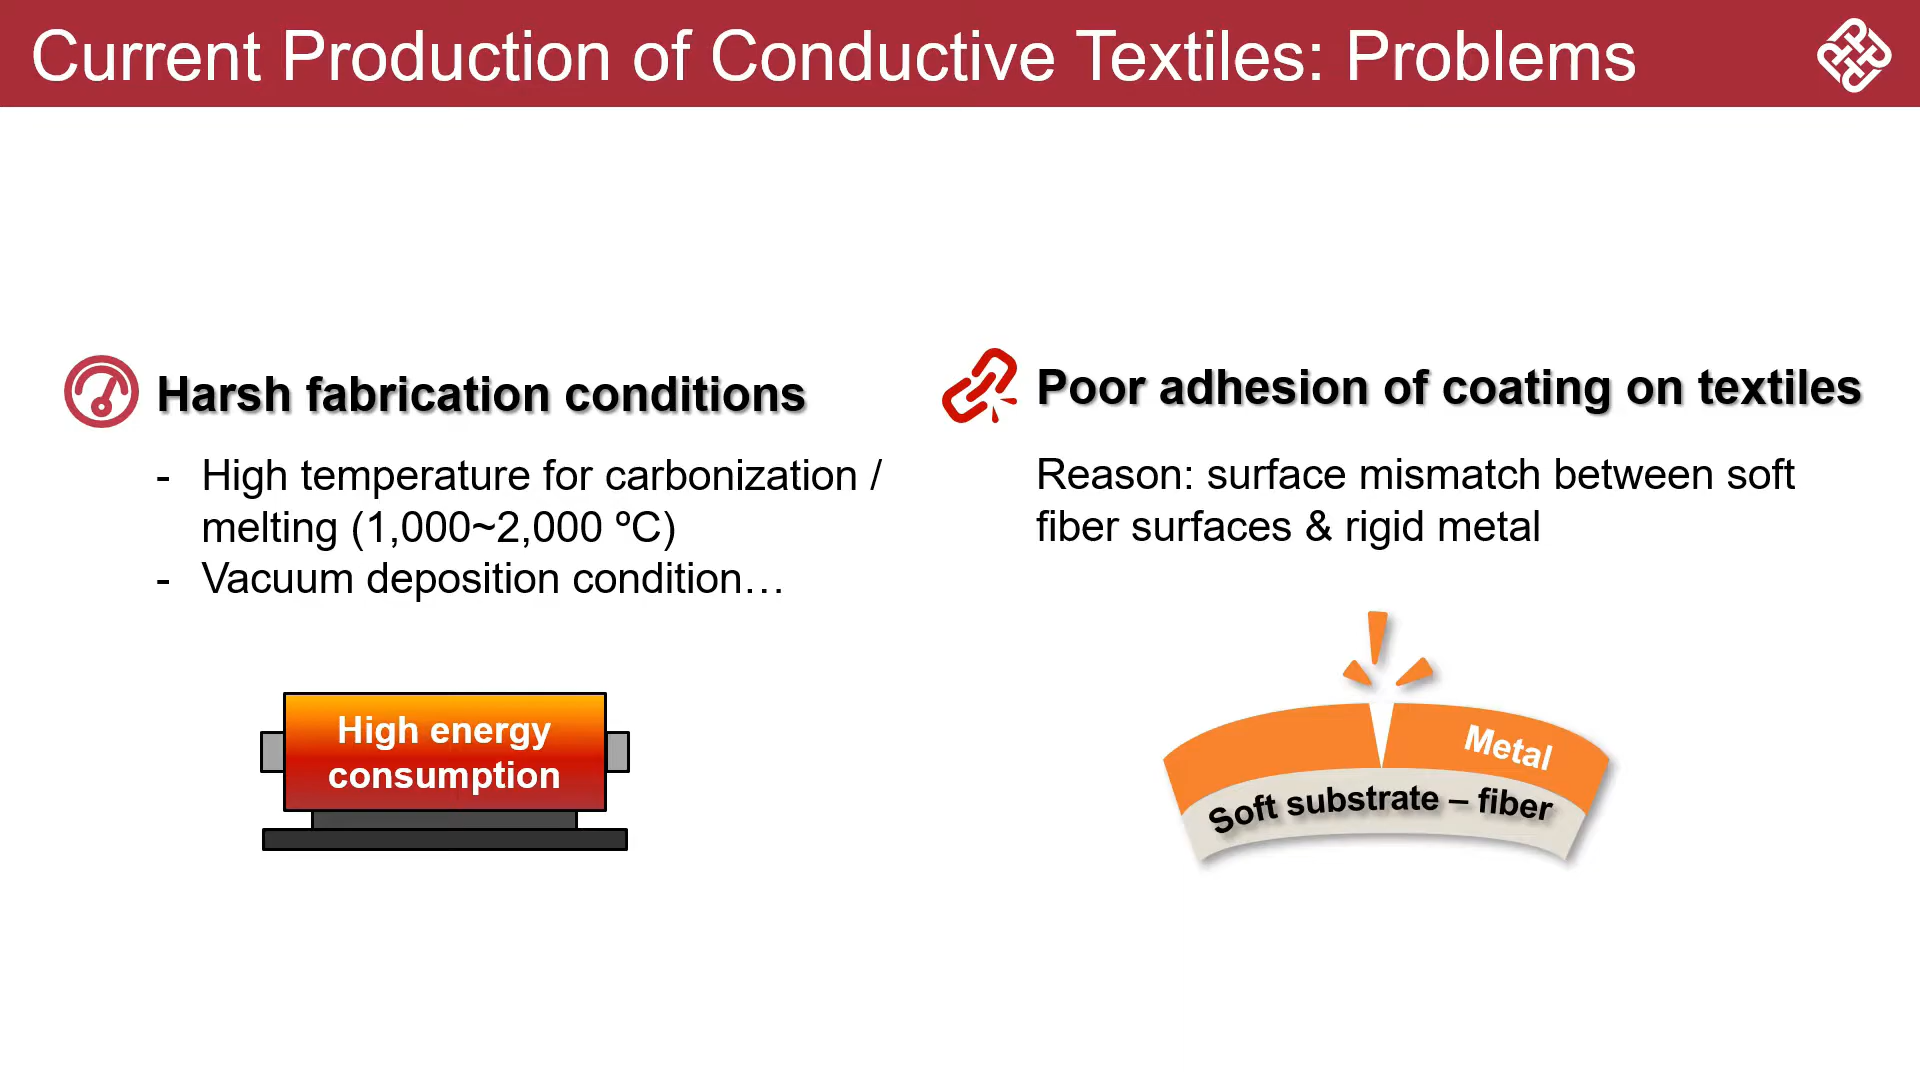 Current Production of Conductive Textiles: Problems
Harsh fabrication conditions
- High temperature for carbonization /
melting (1,000~2,000 ºC)
- Vacuum deposition condition…
High energy
consumption
Poor adhesion of coating on textiles
Reason: surface mismatch between soft
fiber surfaces & rigid metal
Metal
Soft substrate – fiber